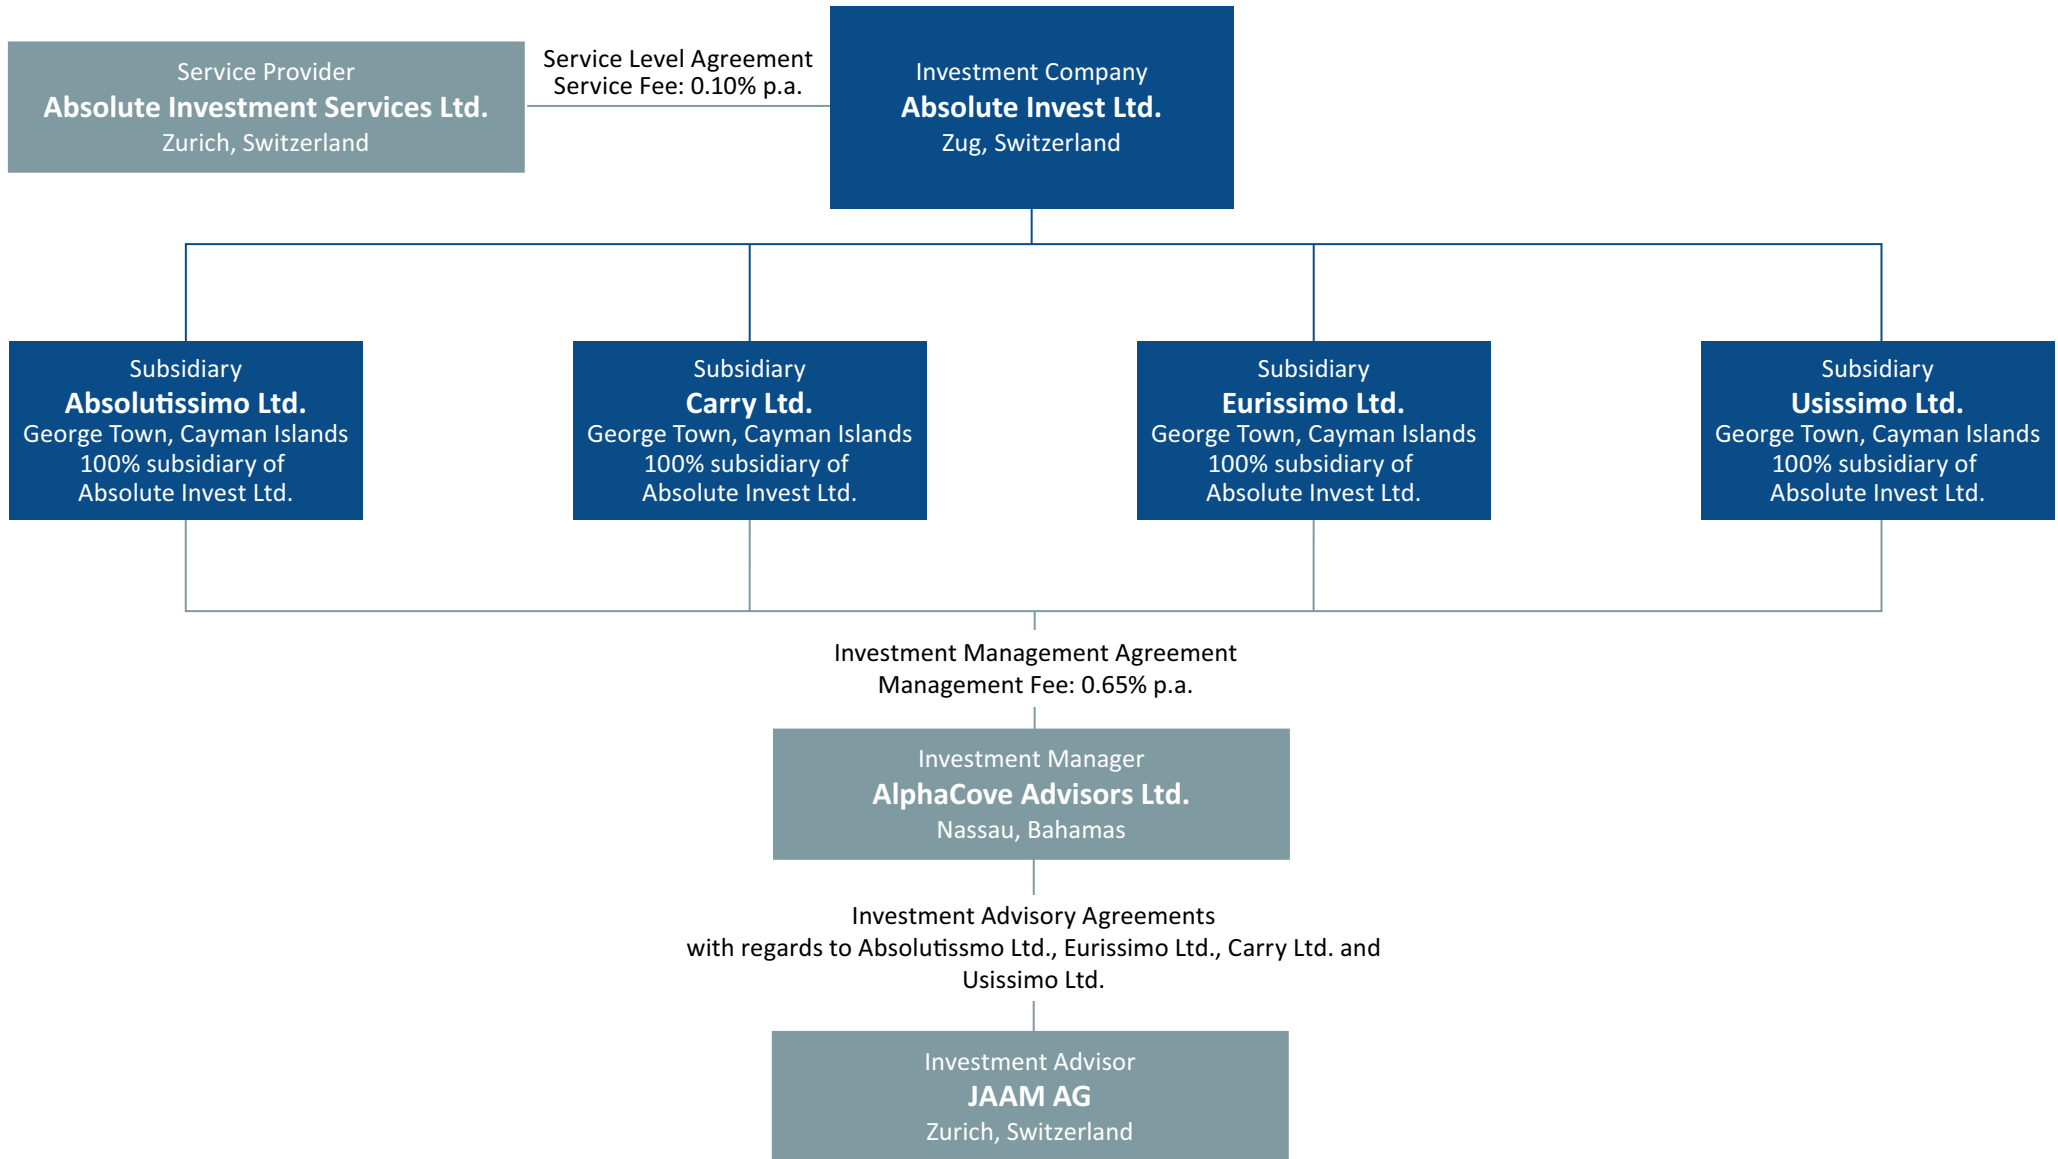 Service Provider
Absolute Investment Services Ltd.
Zurich, Switzerland
Service Level Agreement
Service Fee: 0.10% p.a.
Investment Company
Absolute Invest Ltd.
Zug, Switzerland
Subsidiary
Absolutissimo Ltd.
George Town, Cayman Islands
100% subsidiary of
Absolute Invest Ltd.
Subsidiary
Carry Ltd.
George Town, Cayman Islands
100% subsidiary of
Absolute Invest Ltd.
Subsidiary
Eurissimo Ltd.
George Town, Cayman Islands
100% subsidiary of
Absolute Invest Ltd.
Subsidiary
Usissimo Ltd.
George Town, Cayman Islands
100% subsidiary of
Absolute Invest Ltd.
Investment Management Agreement
Management Fee: 0.65% p.a.
Investment Manager
AlphaCove Advisors Ltd.
Nassau, Bahamas
Investment Advisory Agreements
with regards to Absolutissmo Ltd., Eurissimo Ltd., Carry Ltd. and
Usissimo Ltd.
Investment Advisor
JAAM AG
Zurich, Switzerland